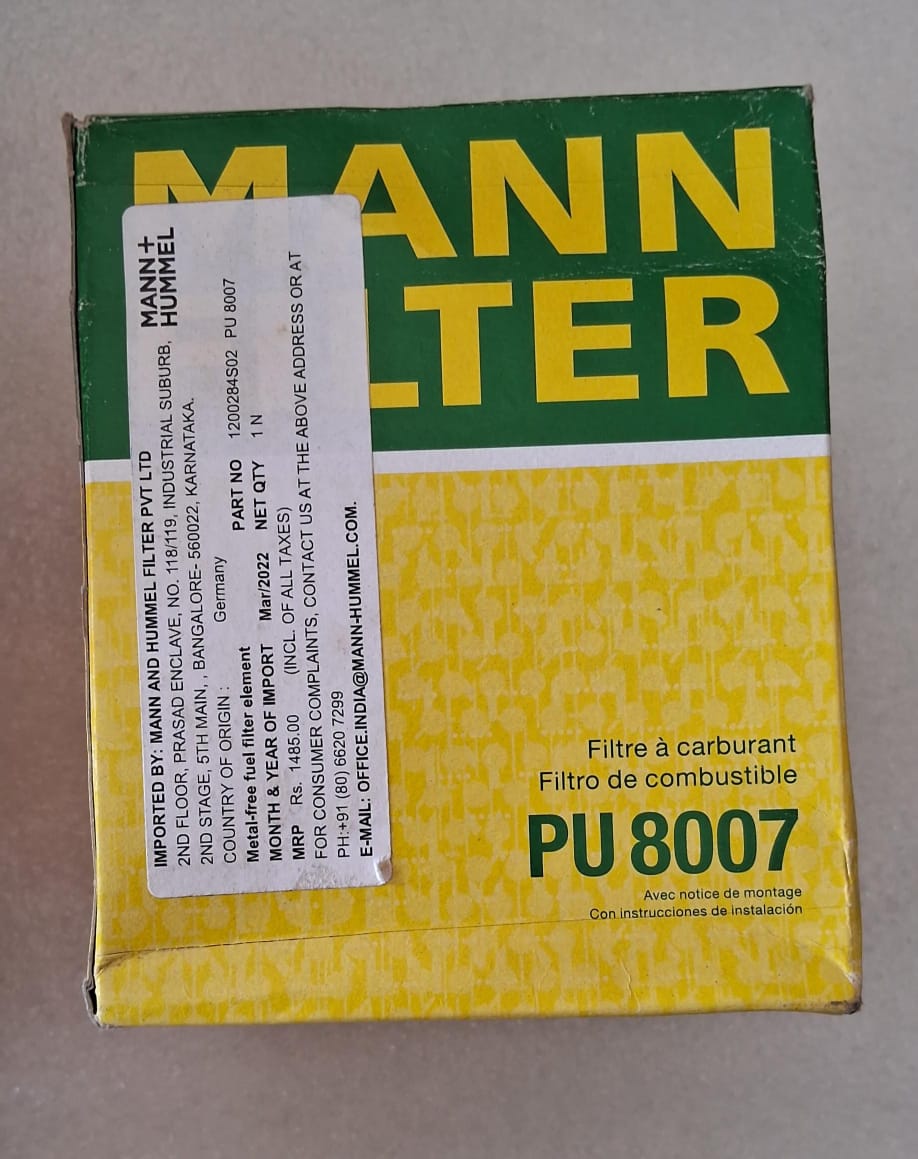 MANN
LTER
MANN+
HUMMEL
IMPORTED BY: MANN AND HUMMEL FILTER PVT LTD
2ND FLOOR, PRASAD ENCLAVE, NO. 118/119, INDUSTRIAL SUBURB,
2ND STAGE, 5TH MAIN, , BANGALORE- 560022, KARNATAKA.
COUNTRY OF ORIGIN : Germany PART NO 1200284S02 PU 8007
Metal-free fuel filter element NET QTY 1 N
MONTH & YEAR OF IMPORT Mar/2022
MRP Rs. 1485.00 (INCL. OF ALL TAXES)
FOR CONSUMER COMPLAINTS, CONTACT US AT THE ABOVE ADDRESS OR AT
PH:+91 (80) 6620 7299
E-MAIL: OFFICE.INDIA@MANN-HUMMEL.COM.
Filtre à carburant
Filtro de combustible
PU 8007
Avec notice de montage
Con instrucciones de instalación